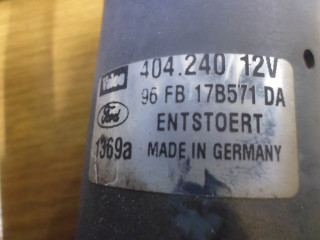 Valeo 404.240 12V
96 FB 17B571 DA
Ford ENTSTOERT
1369a MADE IN GERMANY